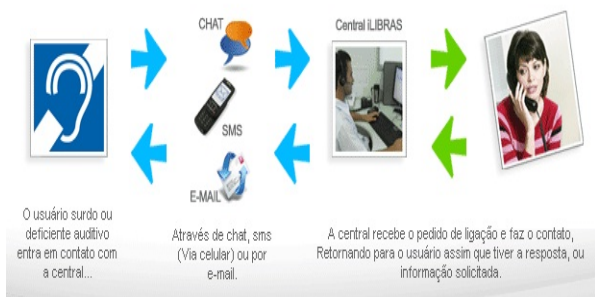 CHAT
Central iLIBRAS
SMS
E-MAIL
O usuário surdo ou
deficiente auditivo
entra em contato com
a central...
Através de chat, sms
(Via celular) ou por
e-mail.
A central recebe o pedido de ligação e faz o contato,
Retornando para o usuário assim que tiver a resposta, ou
informação solicitada.